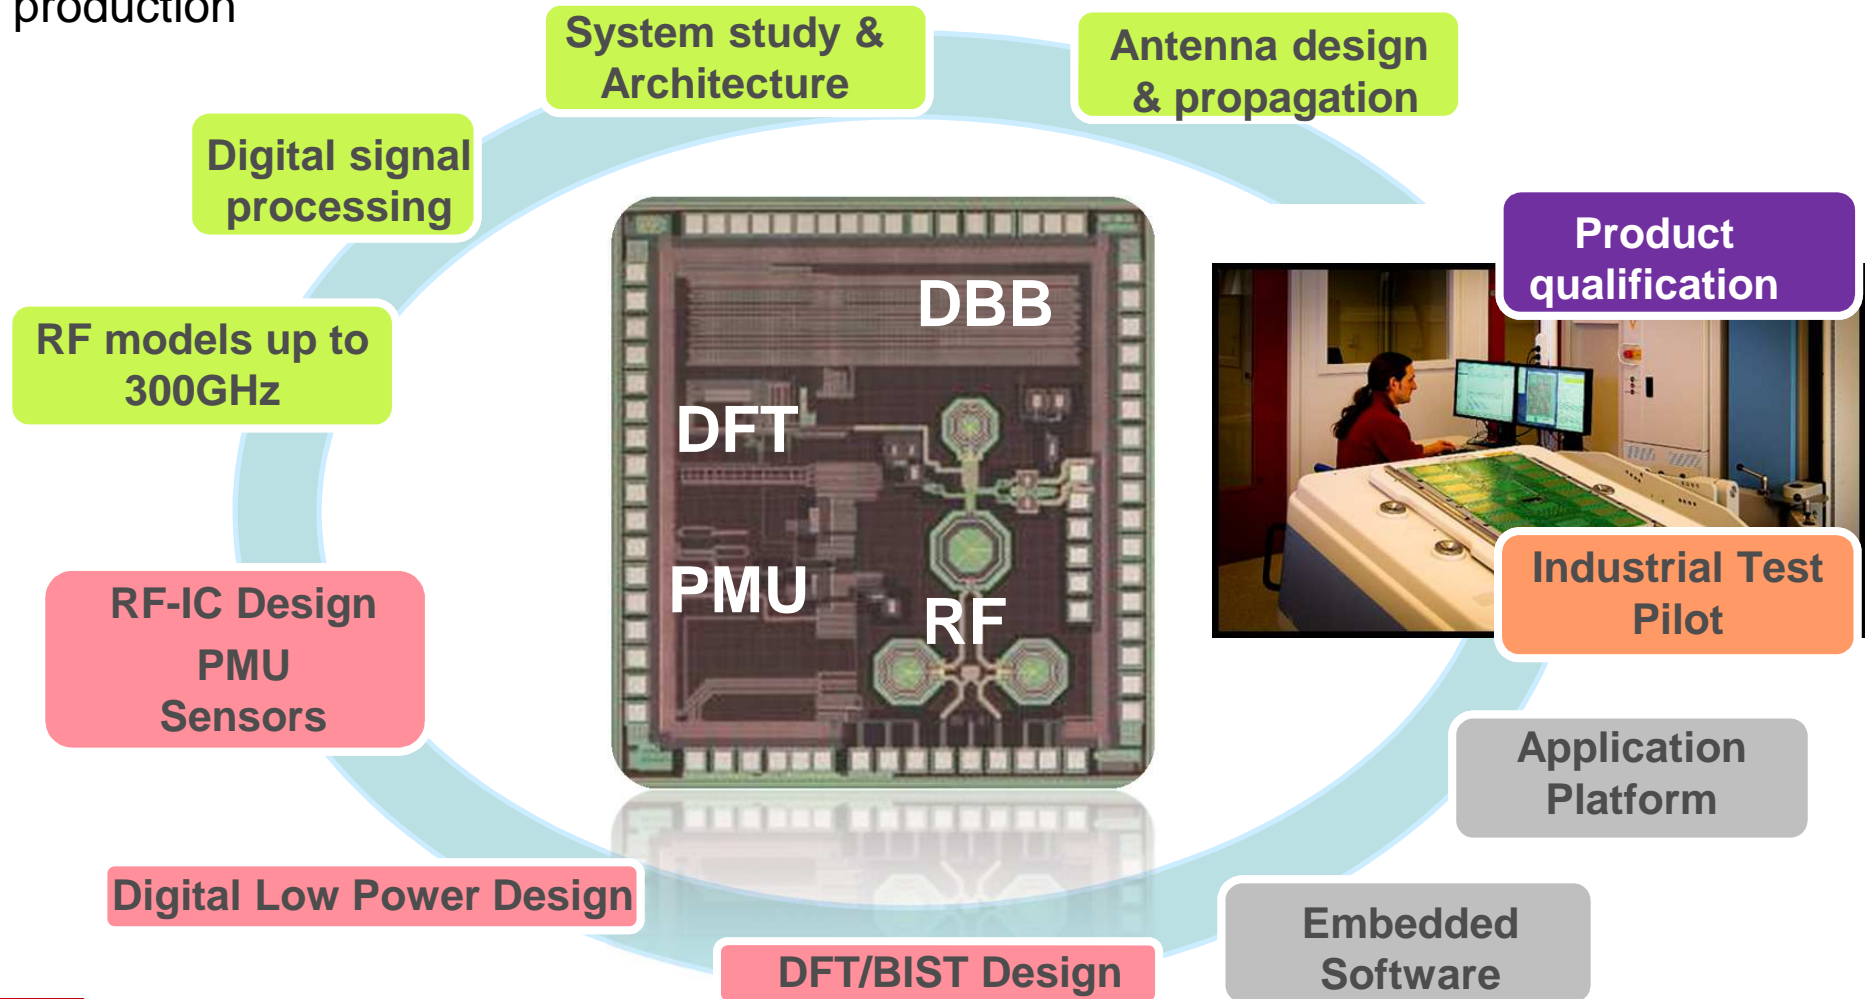 production
System study &
Architecture
Antenna design
& propagation
Digital signal
processing
Product
qualification
DBB
RF models up to
300GHz
DFT
PMU
RF
Industrial Test
Pilot
RF-IC Design
PMU
Sensors
Application
Platform
Digital Low Power Design
Embedded
Software
DFT/BIST Design